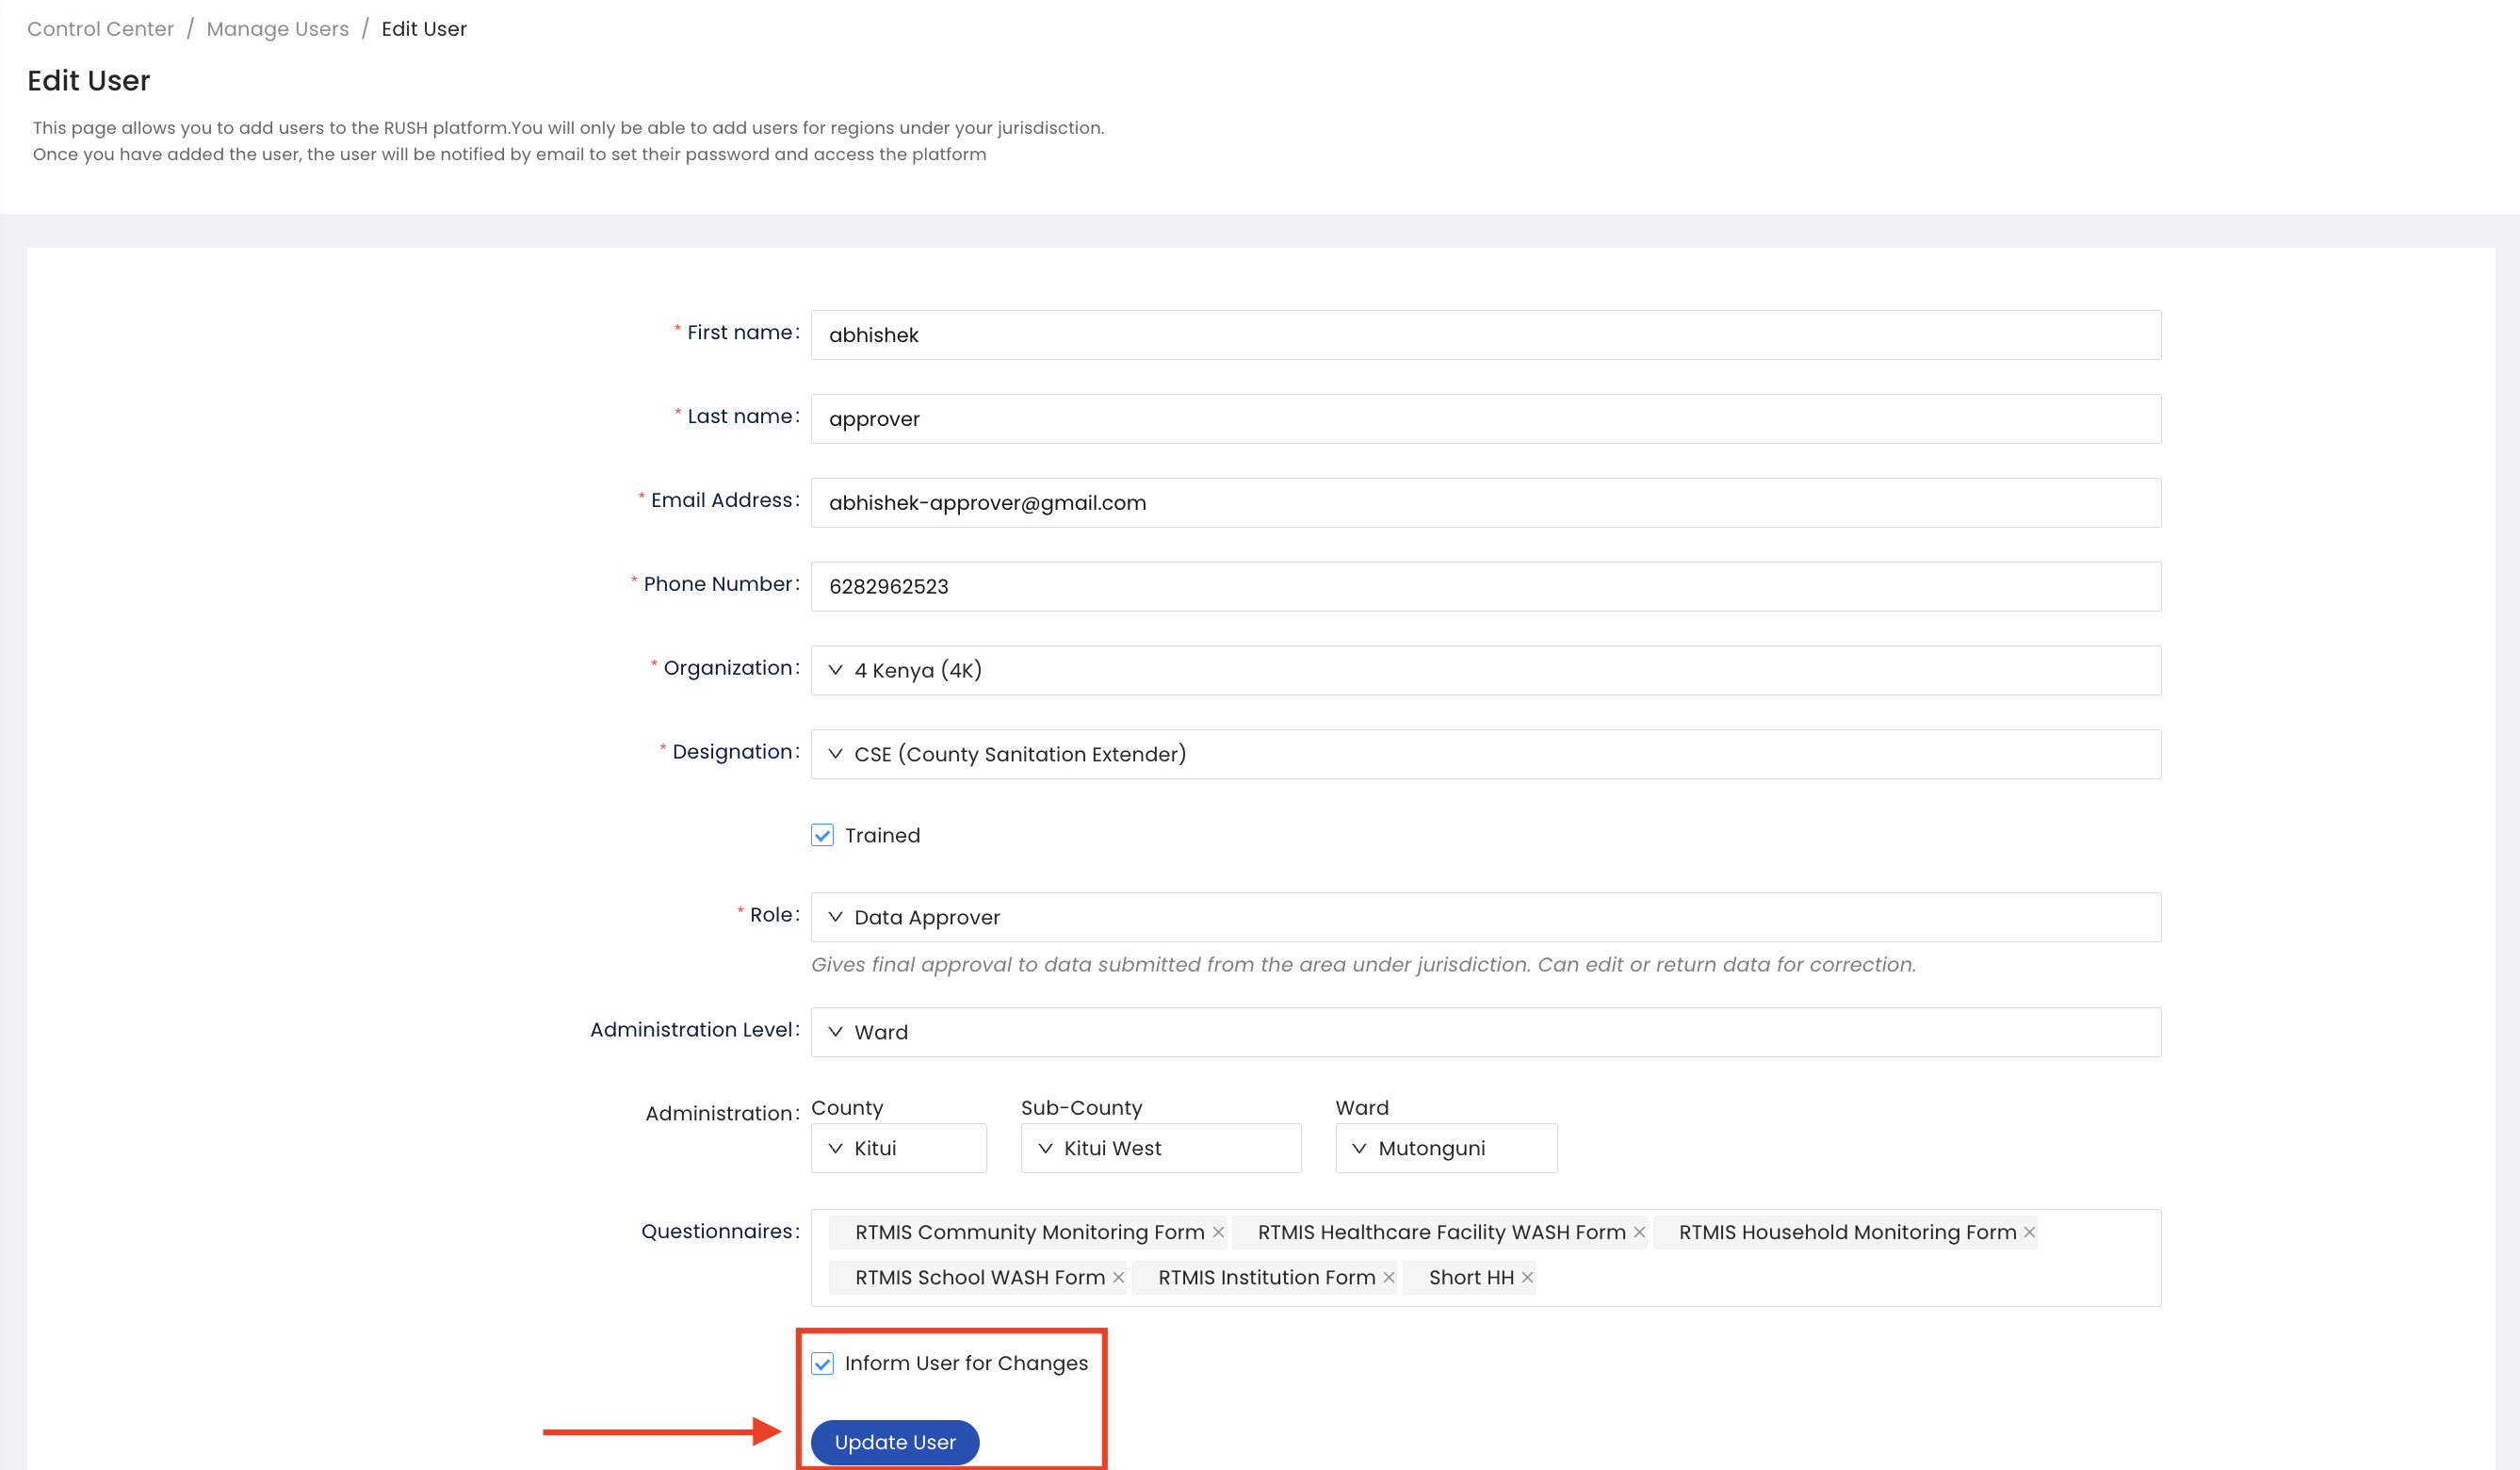 Control Center / Manage Users / Edit User
Edit User
This page allows you to add users to the RUSH platform.You will only be able to add users for regions under your jurisdisction.
Once you have added the user, the user will be notified by email to set their password and access the platform
* First name: abhishek
* Last name: approver
* Email Address: abhishek-approver@gmail.com
* Phone Number: 6282962523
* Organization: 4 Kenya (4K)
* Designation: CSE (County Sanitation Extender)
Trained
* Role: Data Approver
Gives final approval to data submitted from the area under jurisdiction. Can edit or return data for correction.
Administration Level: Ward
Administration: County Sub-County Ward
Kitui Kitui West Mutonguni
Questionnaires: RTMIS Community Monitoring Form RTMIS Healthcare Facility WASH Form RTMIS Household Monitoring Form
RTMIS School WASH Form RTMIS Institution Form Short HH
Inform User for Changes
Update User